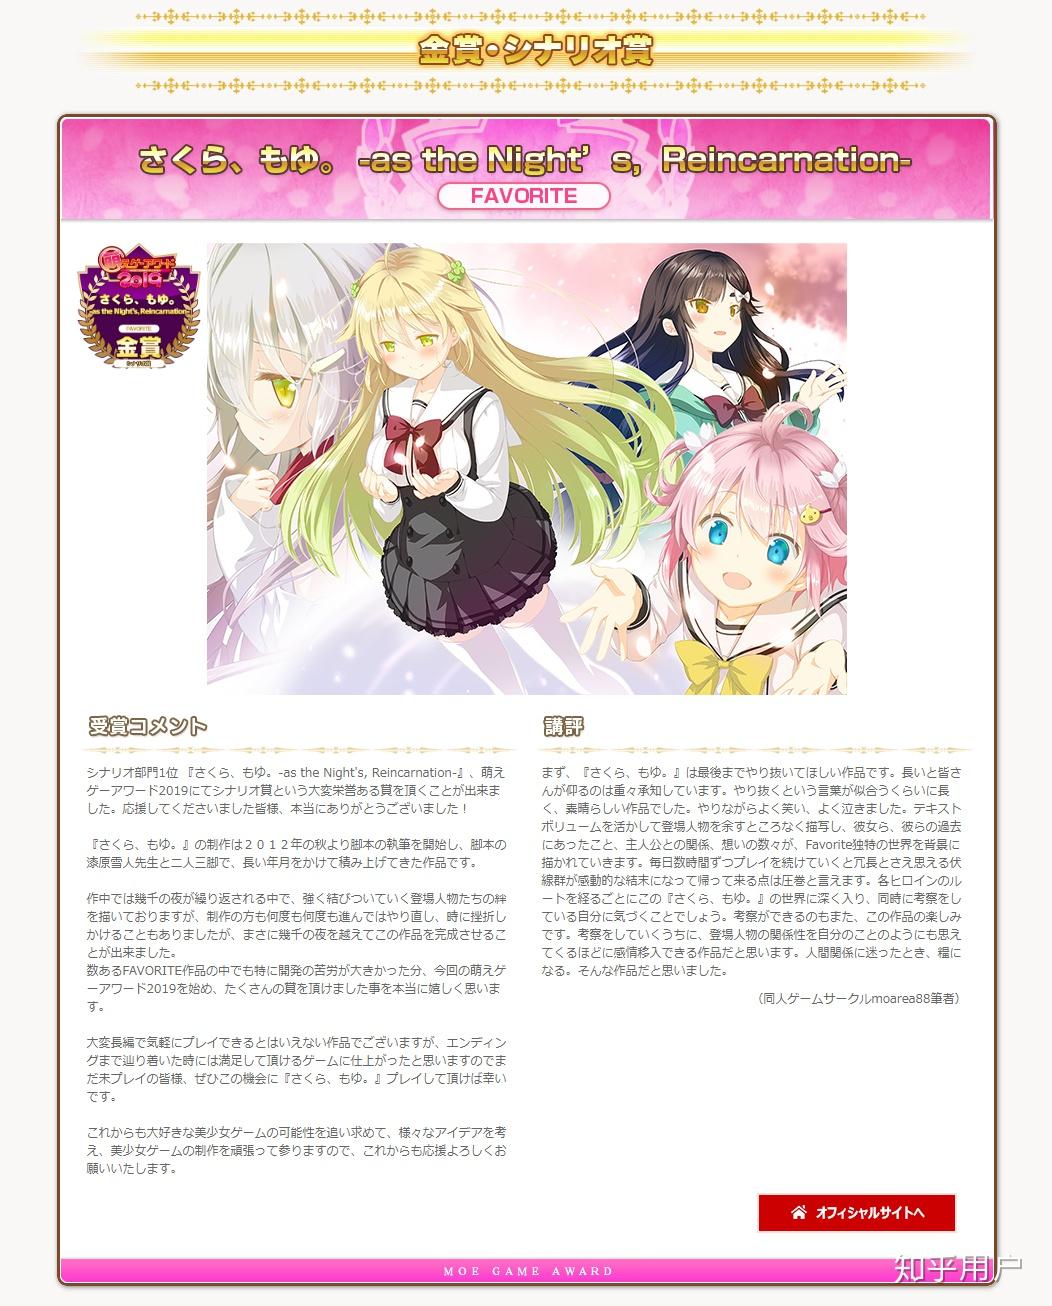 金賞・シナリオ賞
さくら、もゆ。 -as the Night’s, Reincarnation-
FAVORITE
萌えゲーアワード
2019
さくら、もゆ。
-as the Night's, Reincarnation-
FAVORITE
金賞
シナリオ賞
受賞コメント
シナリオ部門1位 『さくら、もゆ。-as the Night's, Reincarnation-』、萌え
ゲーアワード2019にてシナリオ賞という大変栄誉ある賞を頂くことが出来ま
した。応援してくださいました皆様、本当にありがとうございました！
『さくら、もゆ。』の制作は２０１２年の秋より脚本の執筆を開始し、脚本の
漆原雪人先生と二人三脚で、長い年月をかけて積み上げてきた作品です。
作中では幾千の夜が繰り返される中で、強く結びついていく登場人物たちの絆
を描いておりますが、制作の方も何度も何度も進んではやり直し、時に挫折し
かけることもありましたが、まさに幾千の夜を越えてこの作品を完成させるこ
とが出来ました。
数あるFAVORITE作品の中でも特に開発の苦労が大きかった分、今回の萌えゲ
ーアワード2019を始め、たくさんの賞を頂けました事を本当に嬉しく思いま
す。
大変長編で気軽にプレイできるとはいえない作品でございますが、エンディン
グまで辿り着いた時には満足して頂けるゲームに仕上がったと思いますのでま
だ未プレイの皆様、ぜひこの機会に『さくら、もゆ。』プレイして頂けば幸い
です。
これからも大好きな美少女ゲームの可能性を追い求めて、様々なアイデアを考
え、美少女ゲームの制作を頑張って参りますので、これからも応援よろしくお
願いいたします。
講評
まず、『さくら、もゆ。』は最後までやり抜いてほしい作品です。長いと皆さ
んが仰るのは重々承知しています。やり抜くという言葉が似合うくらいに長
く、素晴らしい作品でした。やりながらよく笑い、よく泣きました。テキスト
ボリュームを活かして登場人物を余すところなく描写し、彼女ら、彼らの過去
にあったこと、主人公との関係、想いの数々が、Favorite独特の世界を背景に
描かれていきます。毎日数時間ずつプレイを続けていくと冗長とさえ思える伏
線群が感動的な結末になって帰って来る点は圧巻と言えます。各ヒロインのル
ートを経るごとにこの『さくら、もゆ。』の世界に深く入り、同時に考察をし
ている自分に気づくことでしょう。考察ができるのもまた、この作品の楽しみ
です。考察をしていくうちに、登場人物の関係性を自分のことのようにも思え
てくるほどに感情移入できる作品だと思います。人間関係に迷ったとき、糧に
なる。そんな作品だと思いました。
（同人ゲームサークルmoarea88筆者）
オフィシャルサイトへ
MOE GAME AWARD
知乎用户